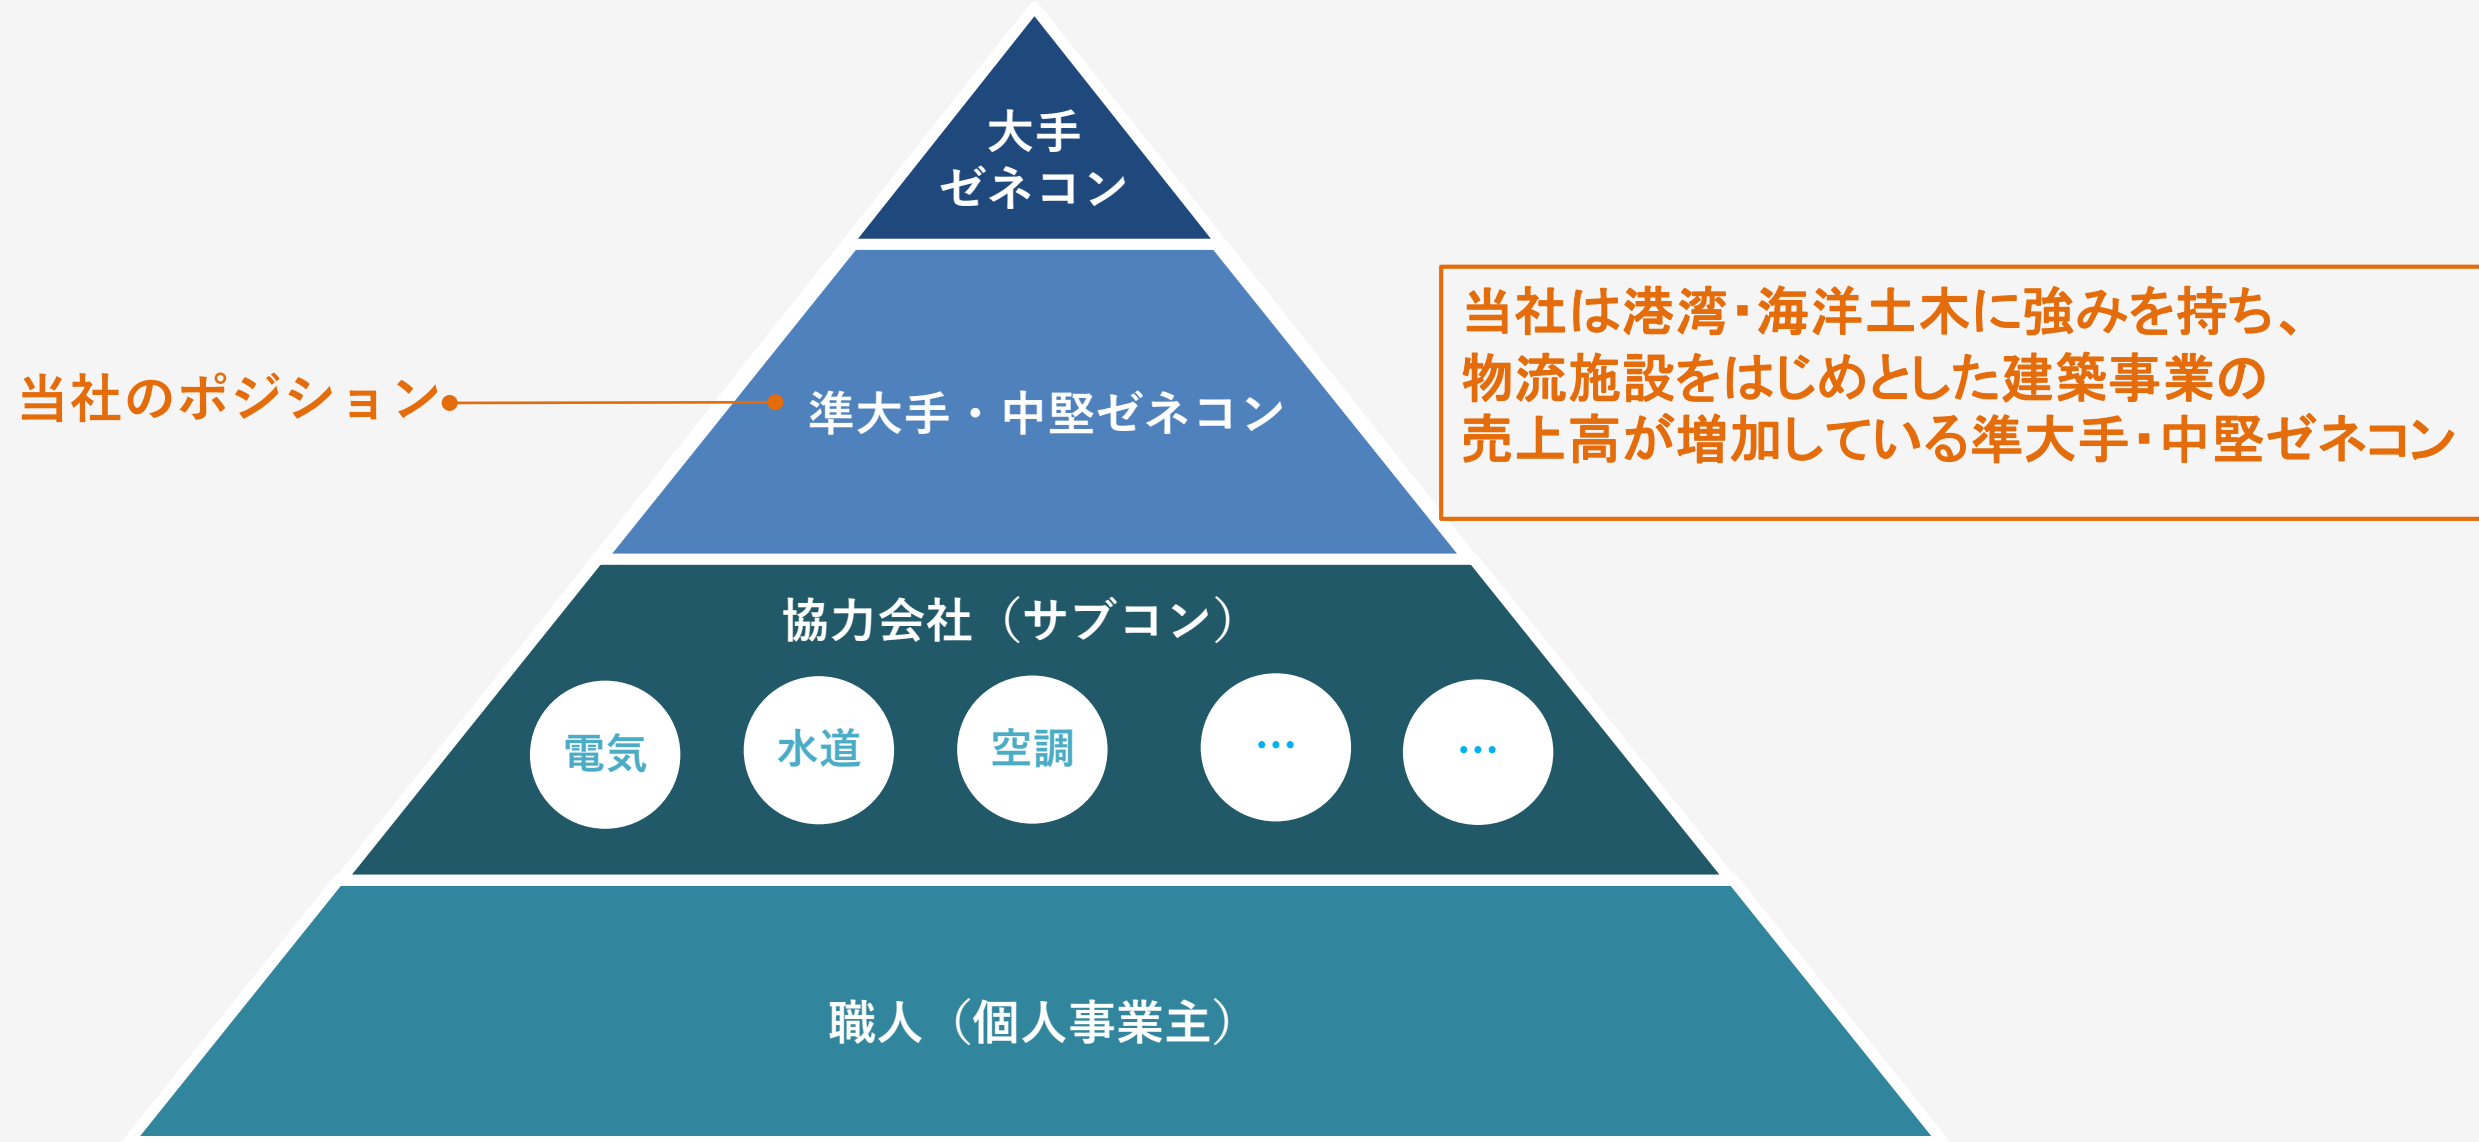 大手
ゼネコン
当社のポジション
準大手・中堅ゼネコン
当社は港湾・海洋土木に強みを持ち、
物流施設をはじめとした建築事業の
売上高が増加している準大手・中堅ゼネコン
協力会社（サブコン）
電気
水道
空調
…
…
職人（個人事業主）